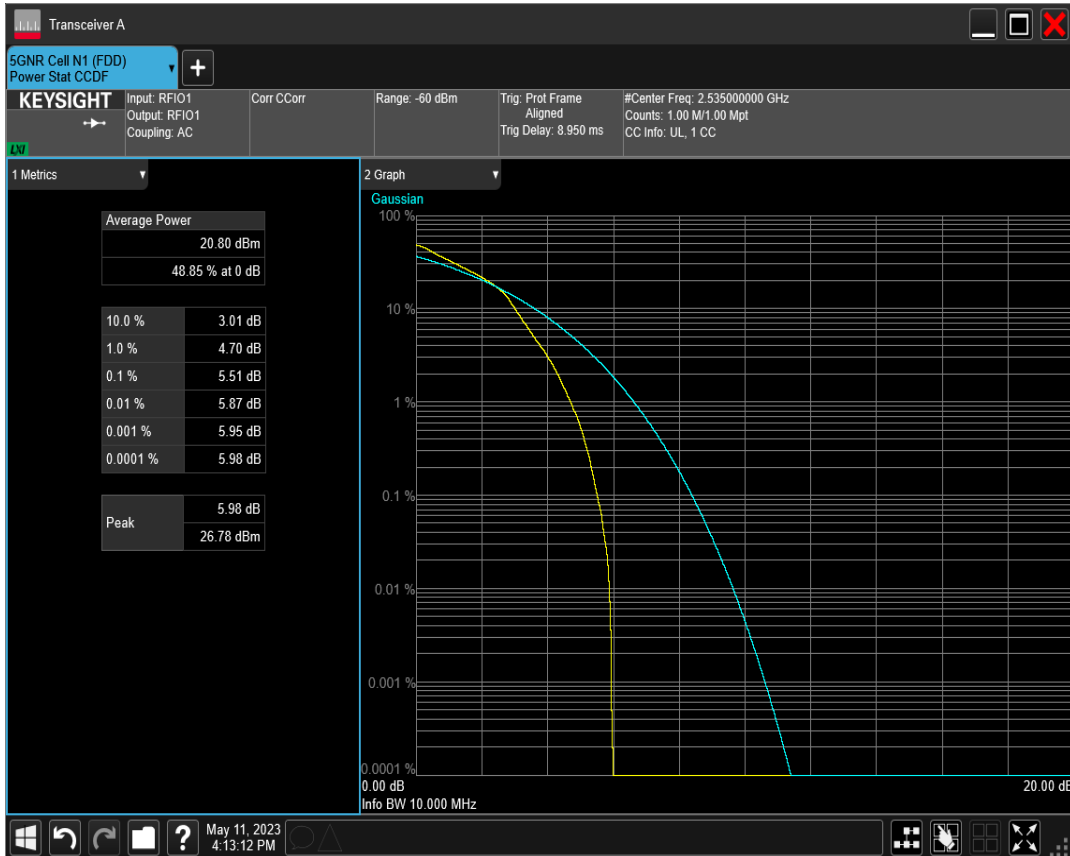 Transceiver A
5GNR Cell N1 (FDD)
Power Stat CCDF
KEYSIGHT
LXI
Input: RFIO1
Output: RFIO1
Coupling: AC
Corr CCorr
Range: -60 dBm
Trig: Prot Frame
Aligned
Trig Delay: 8.950 ms
#Center Freq: 2.535000000 GHz
Counts: 1.00 M/1.00 Mpt
CC Info: UL, 1 CC
1 Metrics
Average Power
20.80 dBm
48.85 % at 0 dB
10.0 % 3.01 dB
1.0 % 4.70 dB
0.1 % 5.51 dB
0.01 % 5.87 dB
0.001 % 5.95 dB
0.0001 % 5.98 dB
Peak
5.98 dB
26.78 dBm
2 Graph
Gaussian
100 %
10 %
1 %
0.1 %
0.01 %
0.001 %
0.0001 %
0.00 dB 20.00 dB
Info BW 10.000 MHz
? May 11, 2023
4:13:12 PM